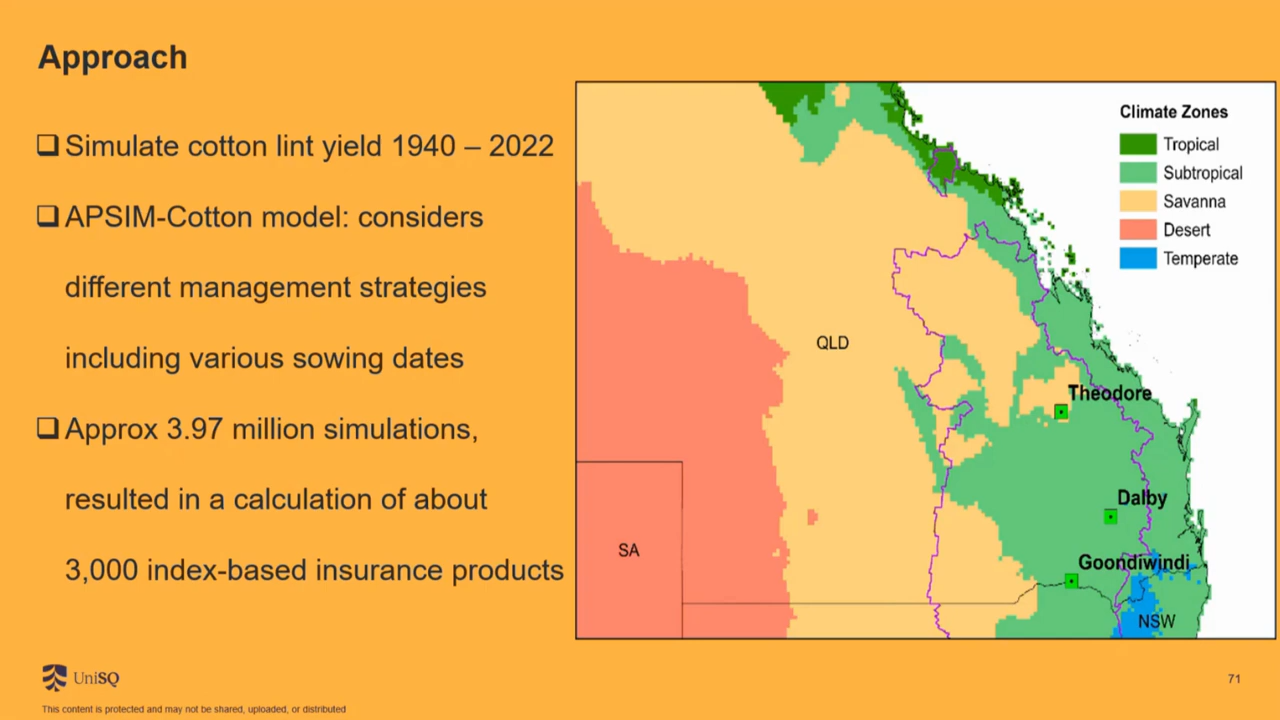 Approach
❑ Simulate cotton lint yield 1940 – 2022
❑ APSIM-Cotton model: considers
different management strategies
including various sowing dates
❑ Approx 3.97 million simulations,
resulted in a calculation of about
3,000 index-based insurance products
Climate Zones
Tropical
Subtropical
Savanna
Desert
Temperate
QLD
Theodore
Dalby
SA
Goondiwindi
NSW
UniSQ
71
This content is protected and may not be shared, uploaded, or distributed